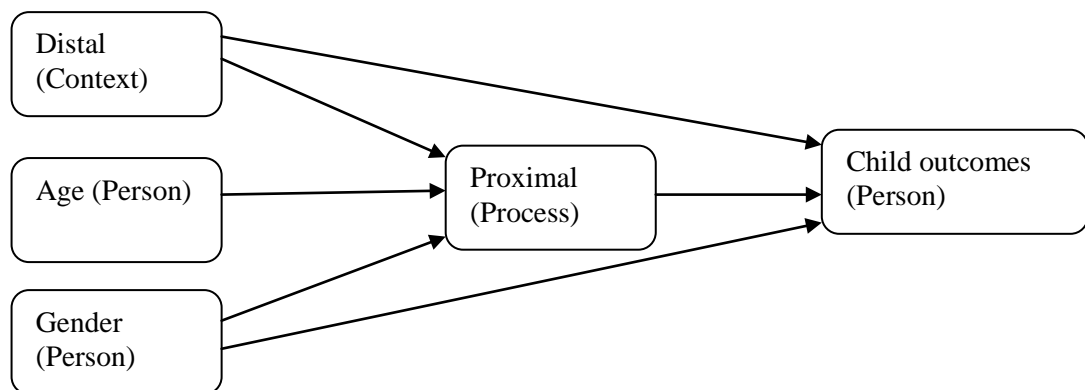 Distal
(Context)
Age (Person)
Gender
(Person)
Proximal
(Process)
Child outcomes
(Person)